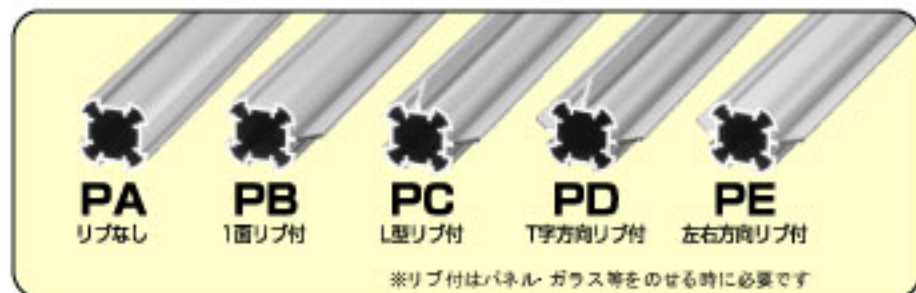 PA PB PC PD PE
リブなし 1面リブ付 L型リブ付 T字方向リブ付 左右方向リブ付
※リブ付はパネル・ガラス等をのせる時に必要です